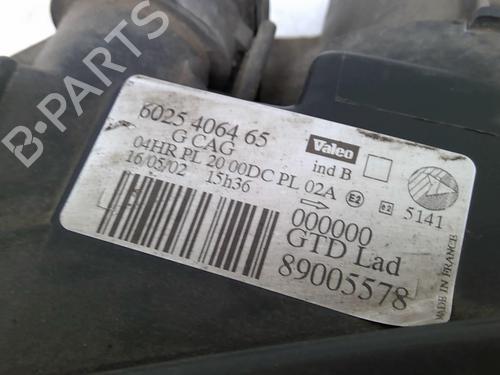 6025 4064 65
G CAG
04HR PL 20 00DC PL 02A
16/05/02 15h36
Valeo
ind B
E2 e2 5141
000000
GTD Lad
89005578
MADE IN FRANCE
B-PARTS